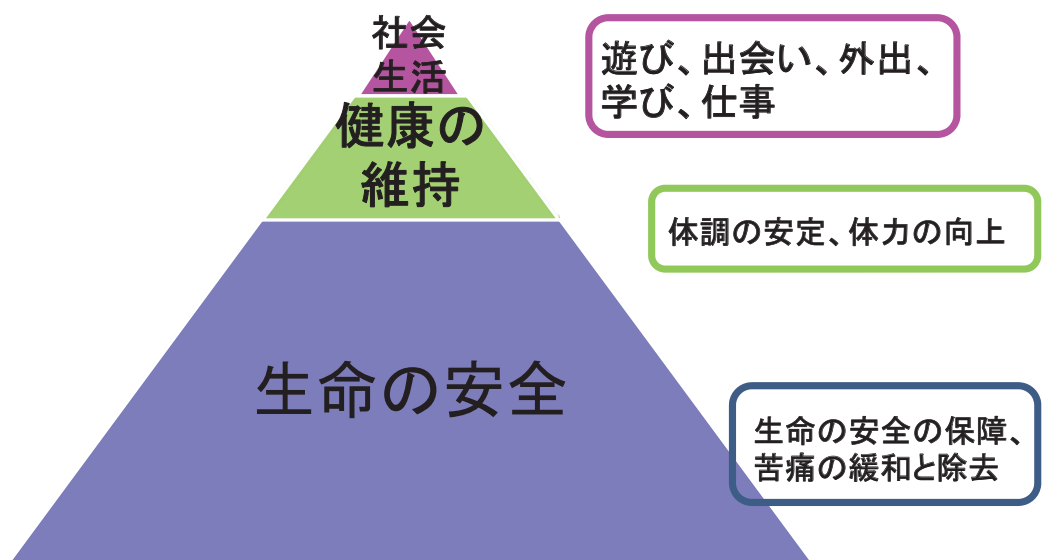 社会
生活
健康の
維持
生命の安全
遊び、出会い、外出、
学び、仕事
体調の安定、体力の向上
生命の安全の保障、
苦痛の緩和と除去